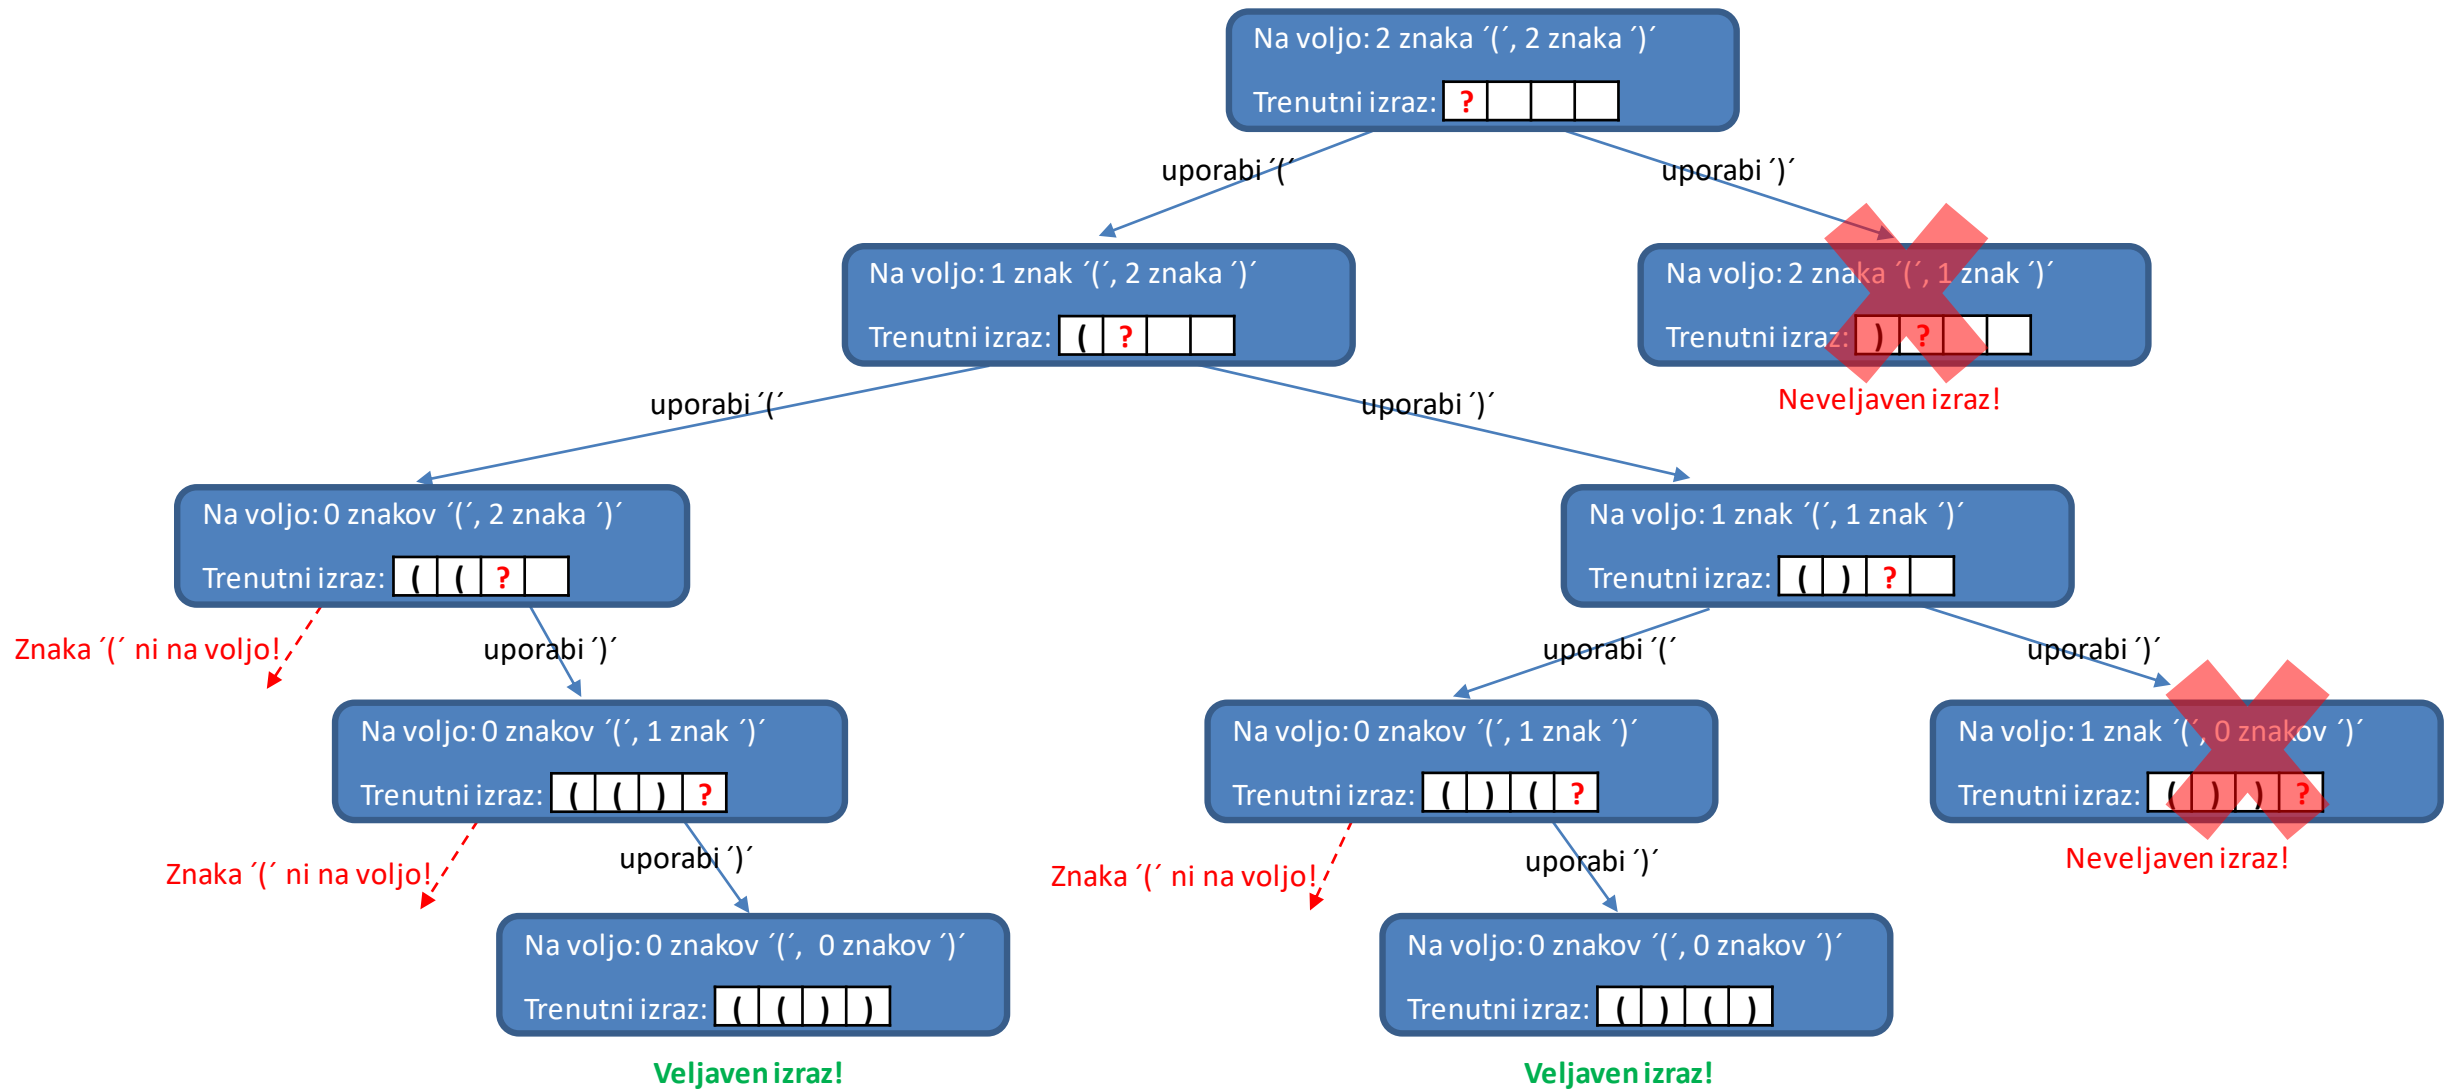 Na voljo: 2 znaka ´(´, 2 znaka ´)´
Trenutni izraz: ?
uporabi ´(´
uporabi ´)´
Na voljo: 1 znak ´(´, 2 znaka ´)´
Trenutni izraz: ( ?
Na voljo: 2 znaka ´(´, 1 znak ´)´
Trenutni izraz: ) ?
Neveljaven izraz!
uporabi ´(´
uporabi ´)´
Na voljo: 0 znakov ´(´, 2 znaka ´)´
Trenutni izraz: ( ( ?
Na voljo: 1 znak ´(´, 1 znak ´)´
Trenutni izraz: ( ) ?
Znaka ´(´ ni na voljo!
uporabi ´)´
uporabi ´(´
uporabi ´)´
Na voljo: 0 znakov ´(´, 1 znak ´)´
Trenutni izraz: ( ( ) ?
Na voljo: 0 znakov ´(´, 1 znak ´)´
Trenutni izraz: ( ) ( ?
Na voljo: 1 znak ´(´, 0 znakov ´)´
Trenutni izraz: ( ) ) ?
Neveljaven izraz!
Znaka ´(´ ni na voljo!
uporabi ´)´
Znaka ´(´ ni na voljo!
uporabi ´)´
Na voljo: 0 znakov ´(´, 0 znakov ´)´
Trenutni izraz: ( ( ) )
Veljaven izraz!
Na voljo: 0 znakov ´(´, 0 znakov ´)´
Trenutni izraz: ( ) ( )
Veljaven izraz!